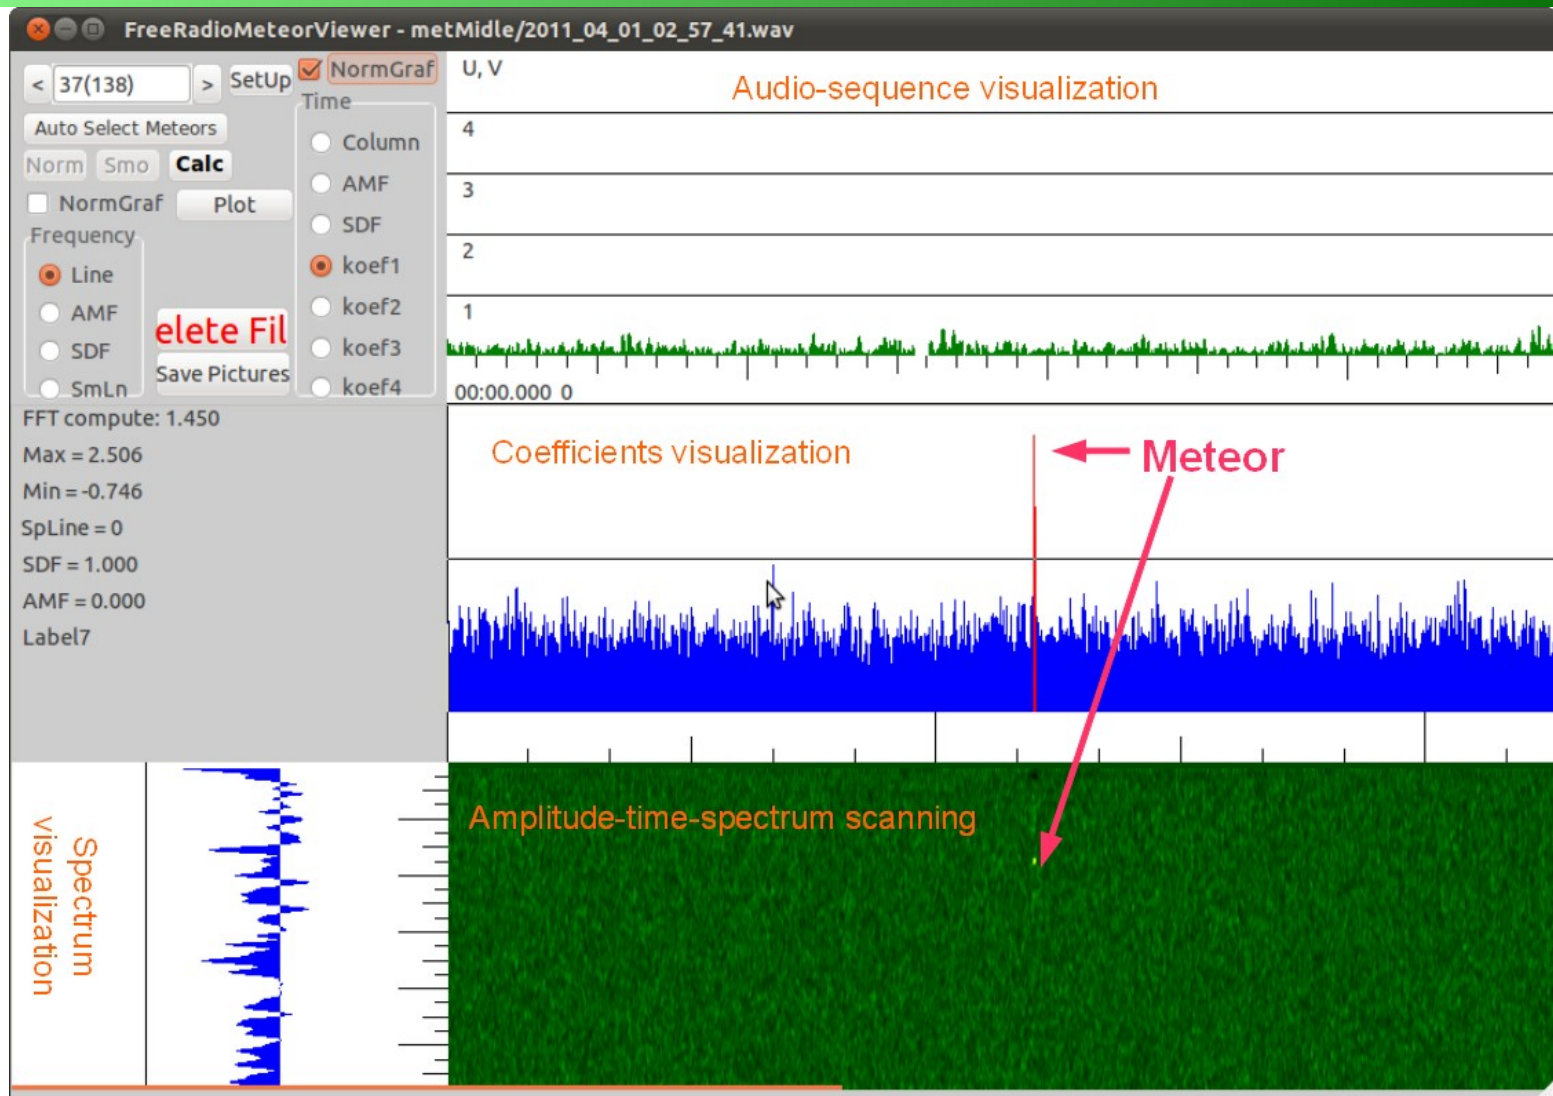 FreeRadioMeteorViewer - metMidle/2011_04_01_02_57_41.wav
< 37(138) > SetUp
Auto Select Meteors
Norm Smo Calc
NormGraf Plot
Frequency
Line
AMF
SDF
SmLn
elete Fil
Save Pictures
NormGraf
Time
Column
AMF
SDF
koef1
koef2
koef3
koef4
U, V
Audio-sequence visualization
4
3
2
1
00:00.000 0
FFT compute: 1.450
Max = 2.506
Min = -0.746
SpLine = 0
SDF = 1.000
AMF = 0.000
Label7
Coefficients visualization
Meteor
Spectrum
visualization
Amplitude-time-spectrum scanning